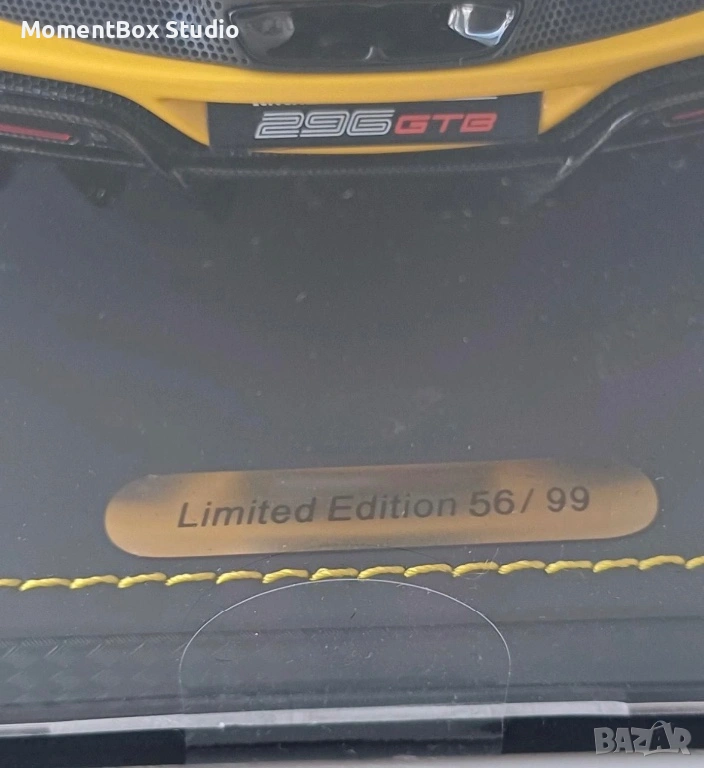 MomentBox Studio
296GTB
Limited Edition 56/ 99
BAZAR